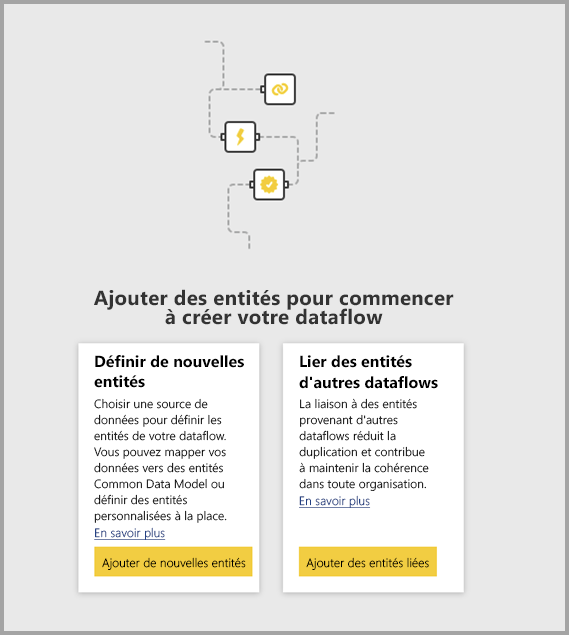 Ajouter des entités pour commencer
à créer votre dataflow
Définir de nouvelles
entités
Choisir une source de
données pour définir les
entités de votre dataflow.
Vous pouvez mapper vos
données vers des entités
Common Data Model ou
définir des entités
personnalisées à la place.
En savoir plus
Ajouter de nouvelles entités
Lier des entités
d'autres dataflows
La liaison à des entités
provenant d'autres
dataflows réduit la
duplication et contribue
à maintenir la cohérence
dans toute organisation.
En savoir plus
Ajouter des entités liées